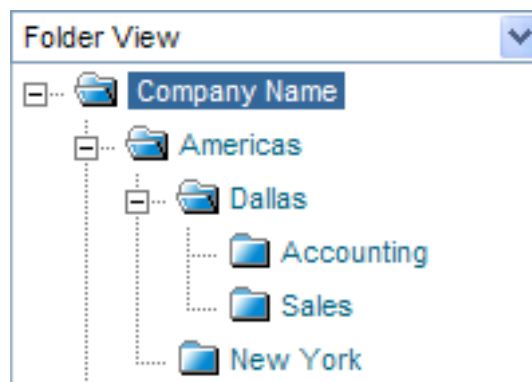 Folder View
Company Name
Americas
Dallas
Accounting
Sales
New York